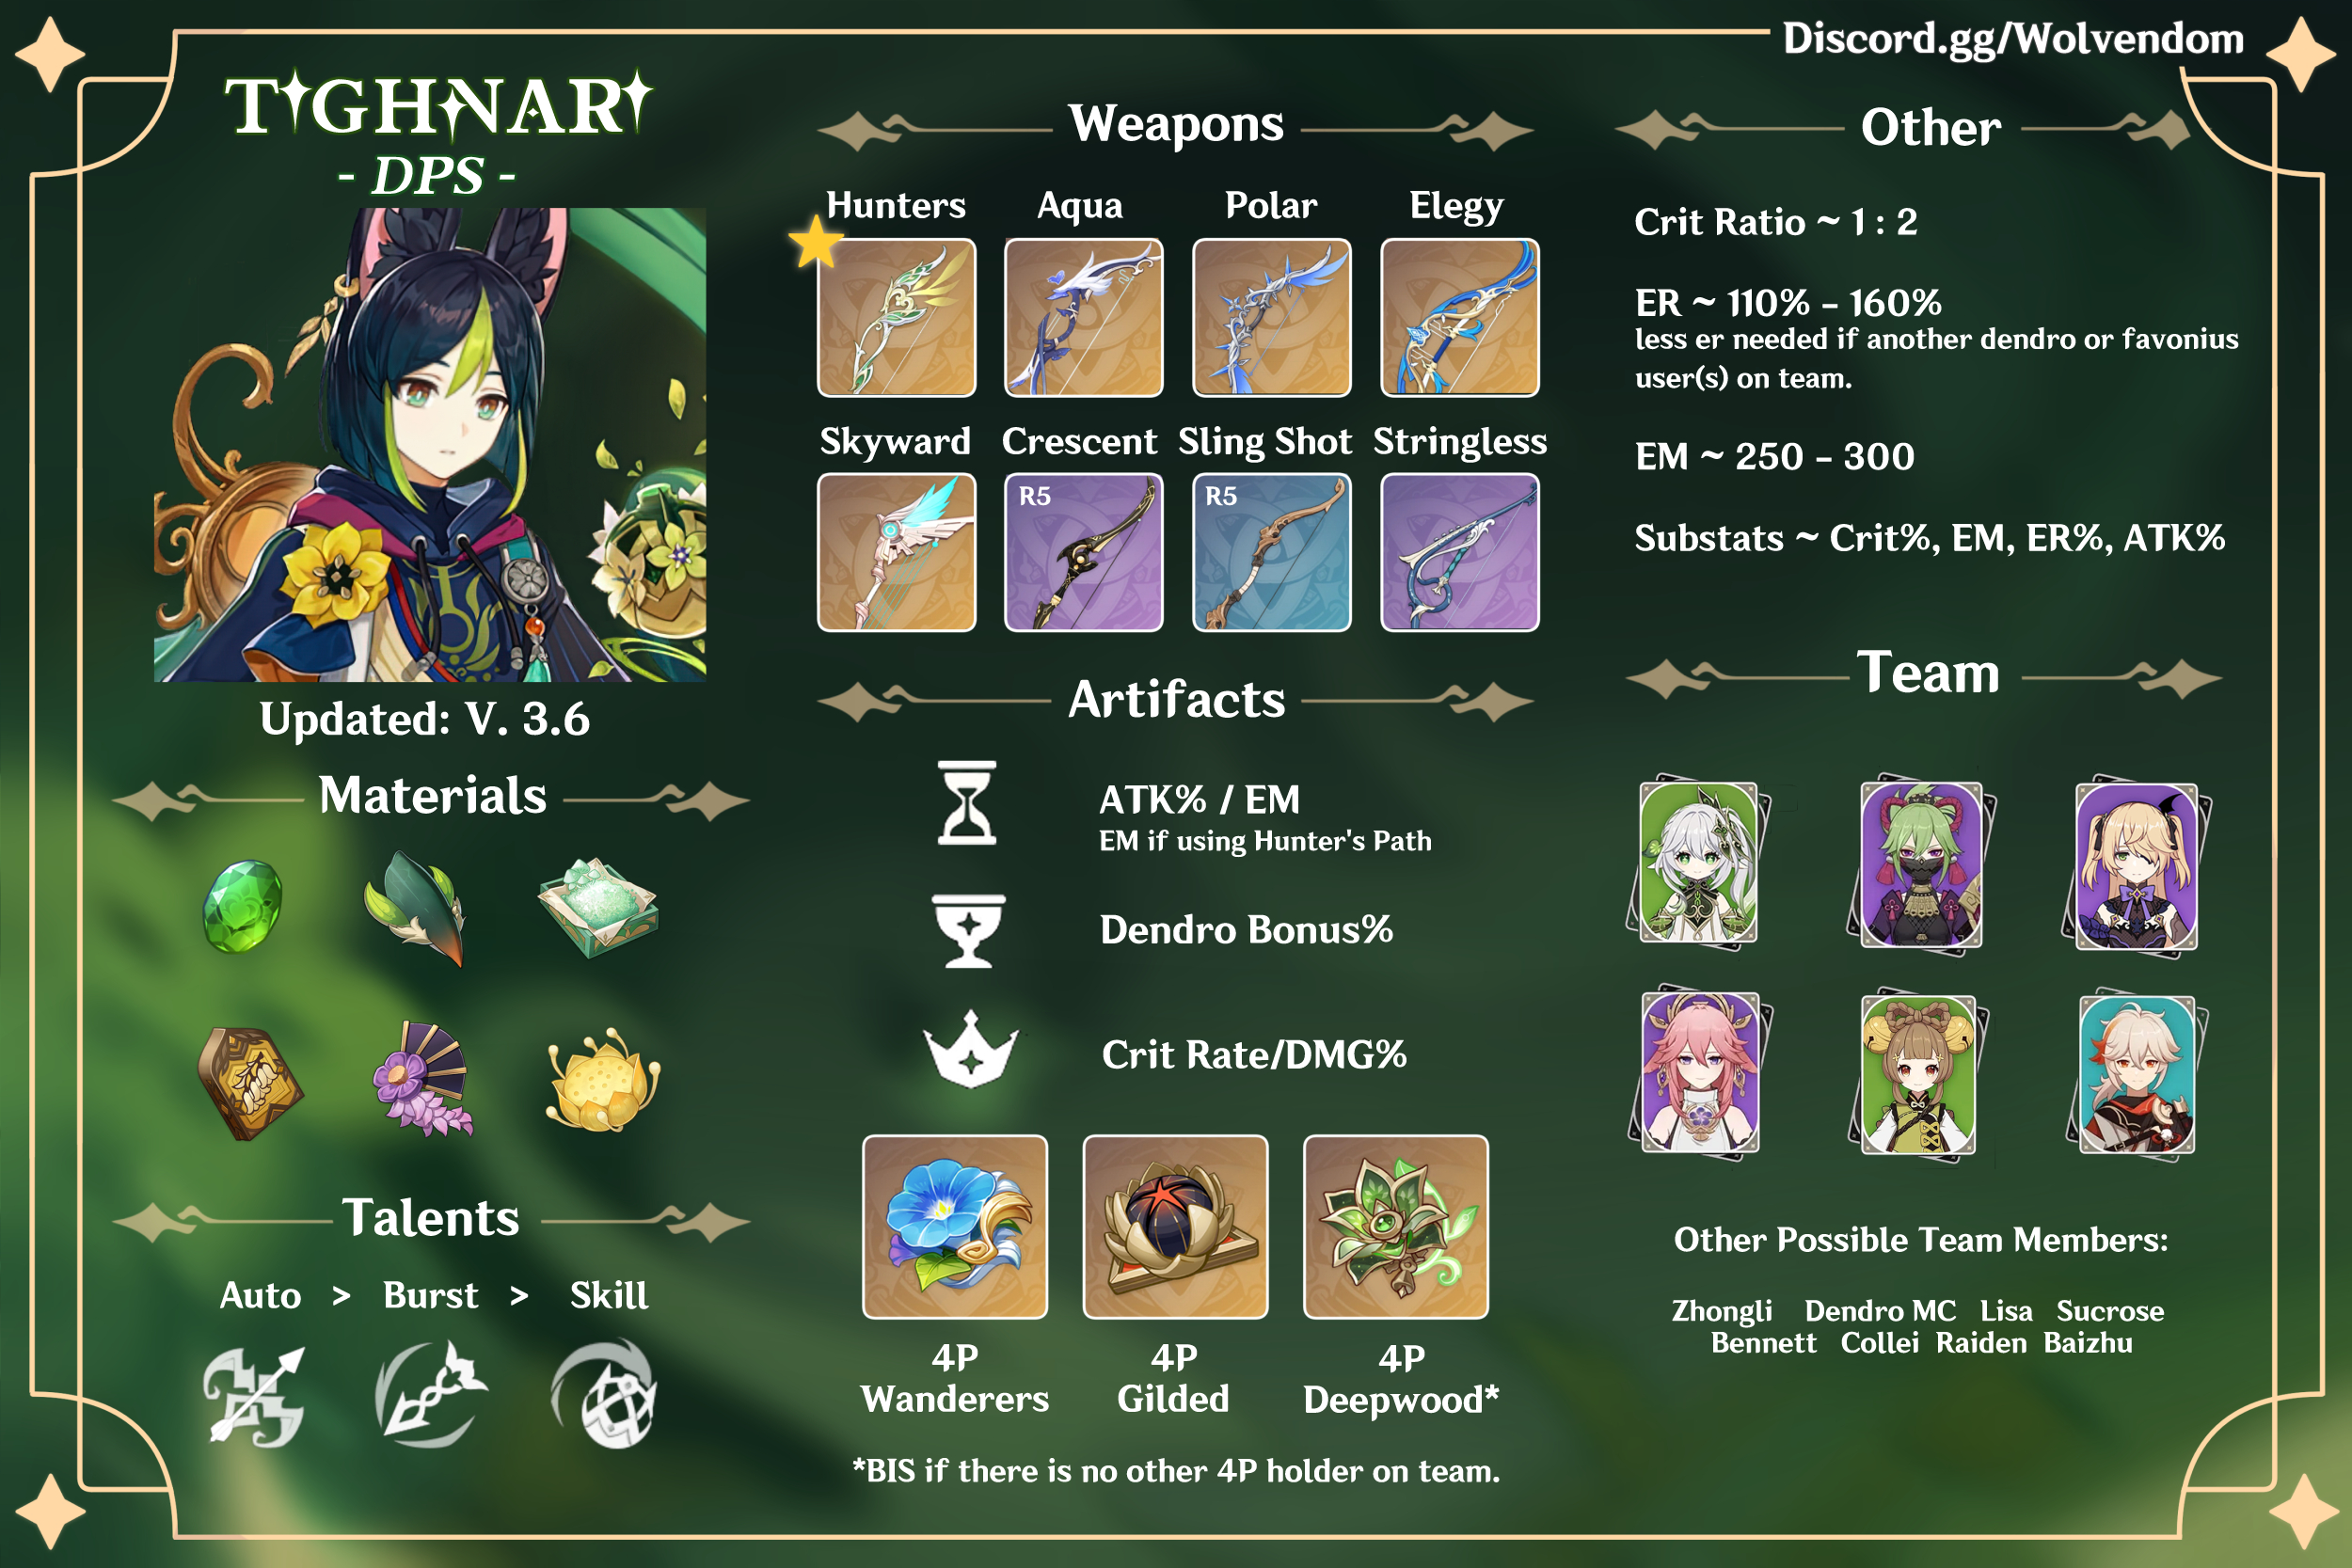 Discord.gg/Wolvendom
TIGHNARI
- DPS -
Updated: V. 3.6
Materials
Talents
Auto > Burst > Skill
Weapons
Hunters Aqua Polar Elegy
Skyward Crescent Sling Shot Stringless
R5 R5
Artifacts
ATK% / EM
EM if using Hunter's Path
Dendro Bonus%
Crit Rate/DMG%
4P 4P 4P
Wanderers Gilded Deepwood*
*BIS if there is no other 4P holder on team.
Other
Crit Ratio ~ 1 : 2
ER ~ 110% - 160%
less er needed if another dendro or favonius
user(s) on team.
EM ~ 250 - 300
Substats ~ Crit%, EM, ER%, ATK%
Team
Other Possible Team Members:
Zhongli Dendro MC Lisa Sucrose
Bennett Collei Raiden Baizhu